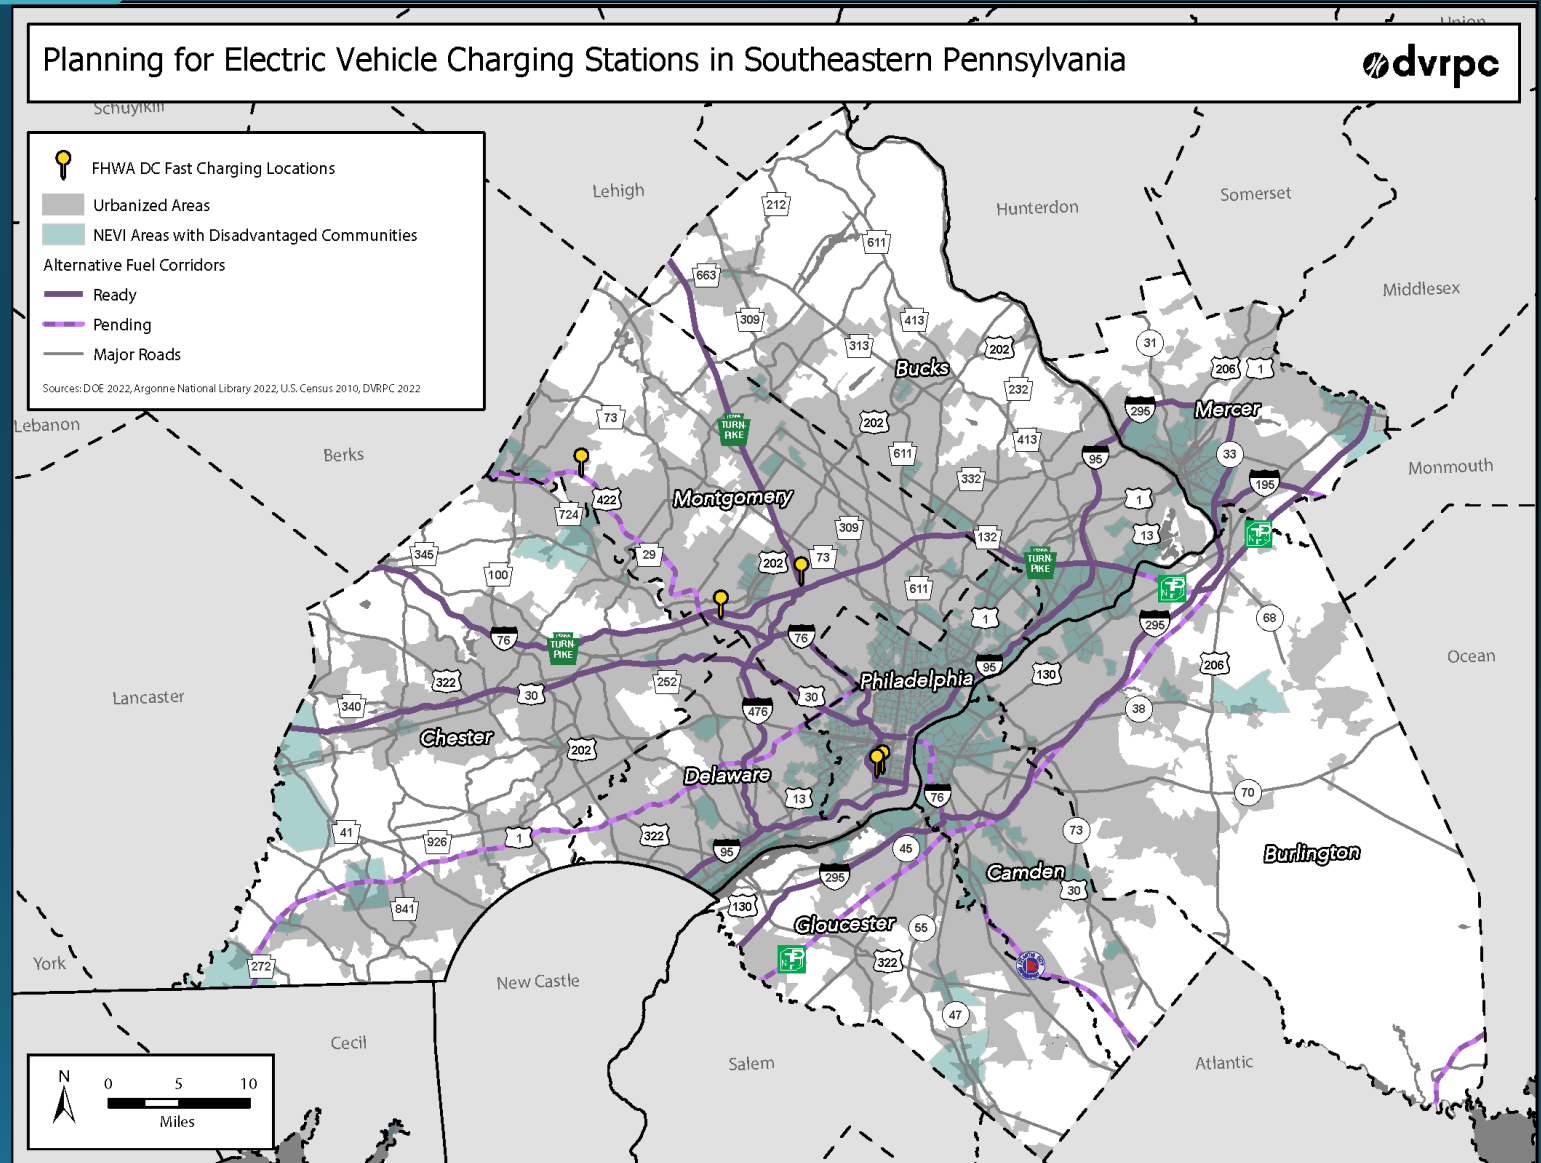 Union
Planning for Electric Vehicle Charging Stations in Southeastern Pennsylvania
dvrpc
Schuylkill
FHWA DC Fast Charging Locations
Urbanized Areas
NEVI Areas with Disadvantaged Communities
Alternative Fuel Corridors
Ready
Pending
Major Roads
Sources: DOE 2022, Argonne National Library 2022, U.S. Census 2010, DVRPC 2022
Lehigh
Hunterdon
Somerset
Middlesex
212
611
663
309
313
413
202
Bucks
232
31
206
1
295
Mercer
Lebanon
Berks
73
TURN-
PIKE
202
611
413
95
33
Monmouth
332
195
422
Montgomery
724
309
1
13
132
345
100
29
202
73
TURN-
PIKE
611
1
295
68
76
TURN-
PIKE
76
95
130
206
Ocean
322
30
252
Philadelphia
30
Lancaster
340
476
38
Chester
202
Delaware
13
76
70
41
926
1
322
95
45
73
Burlington
295
Camden
30
841
130
Gloucester
55
322
York
272
New Castle
47
Cecil
Salem
Atlantic
N
0 5 10
Miles